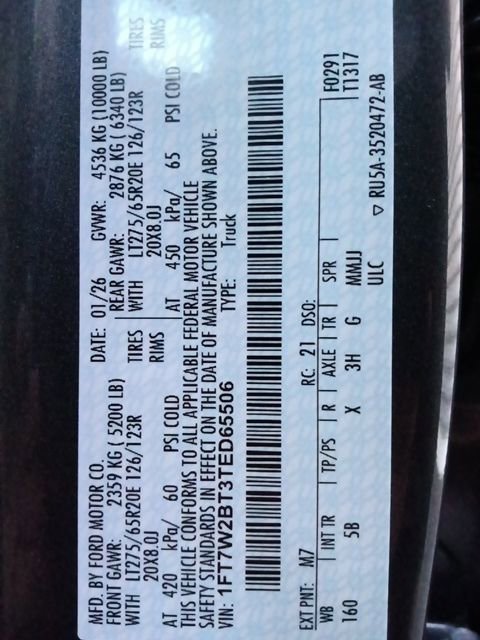 MFD. BY FORD MOTOR CO.
DATE: 01/26 GVWR: 4536 KG (10000 LB)
FRONT GAWR: 2359 KG ( 5200 LB) REAR GAWR: 2876 KG ( 6340 LB)
WITH LT275/65R20E 126/123R TIRES WITH LT275/65R20E 126/123R TIRES
20X8.0J RIMS 20X8.0J RIMS
AT 420 kPa/ 60 PSI COLD AT 450 kPa/ 65 PSI COLD
THIS VEHICLE CONFORMS TO ALL APPLICABLE FEDERAL MOTOR VEHICLE
SAFETY STANDARDS IN EFFECT ON THE DATE OF MANUFACTURE SHOWN ABOVE.
VIN: 1FT7W2BT3TED65506 TYPE: Truck
EXT PNT: M7 RC: 21 DSO: F0291
WB INT TR TP/PS R AXLE TR SPR T1317
160 5B X 3H G MMJJ
ULC
▽ RU5A-3520472-AB